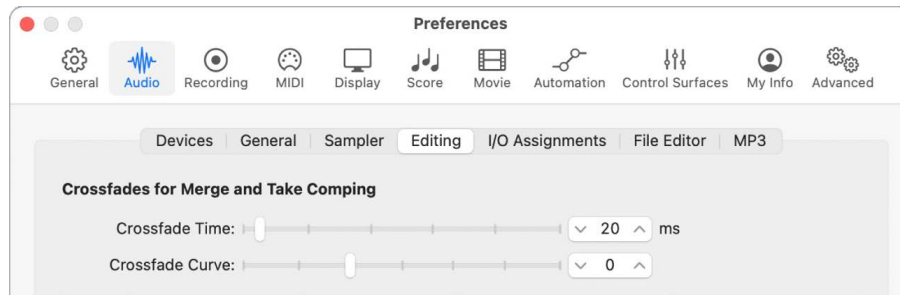 Preferences
General Audio Recording MIDI Display Score Movie Automation Control Surfaces My Info Advanced
Devices General Sampler Editing I/O Assignments File Editor MP3
Crossfades for Merge and Take Comping
Crossfade Time: 20 ms
Crossfade Curve: 0